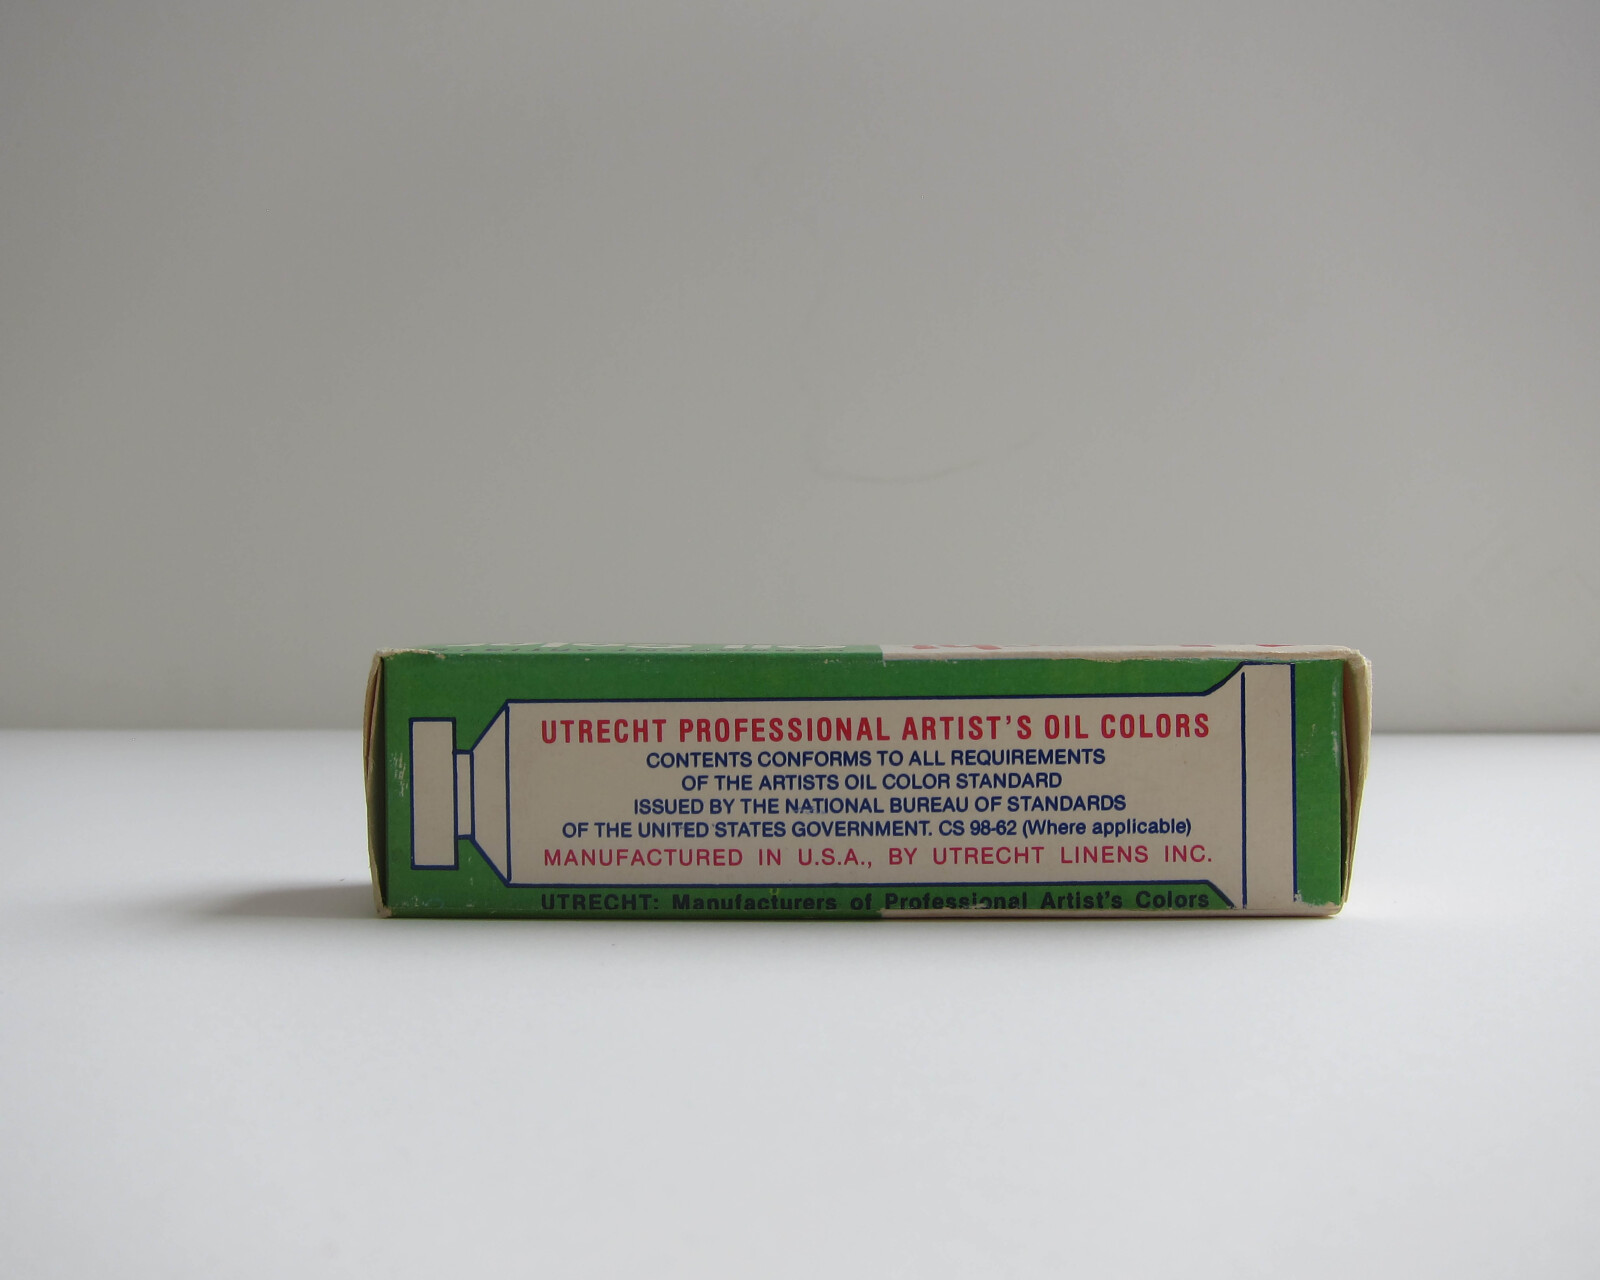 UTRECHT PROFESSIONAL ARTIST'S OIL COLORS
CONTENTS CONFORMS TO ALL REQUIREMENTS
OF THE ARTISTS OIL COLOR STANDARD
ISSUED BY THE NATIONAL BUREAU OF STANDARDS
OF THE UNITED STATES GOVERNMENT. CS 98-62 (Where applicable)
MANUFACTURED IN U.S.A., BY UTRECHT LINENS INC.
UTRECHT: Manufacturers of Professional Artist's Colors